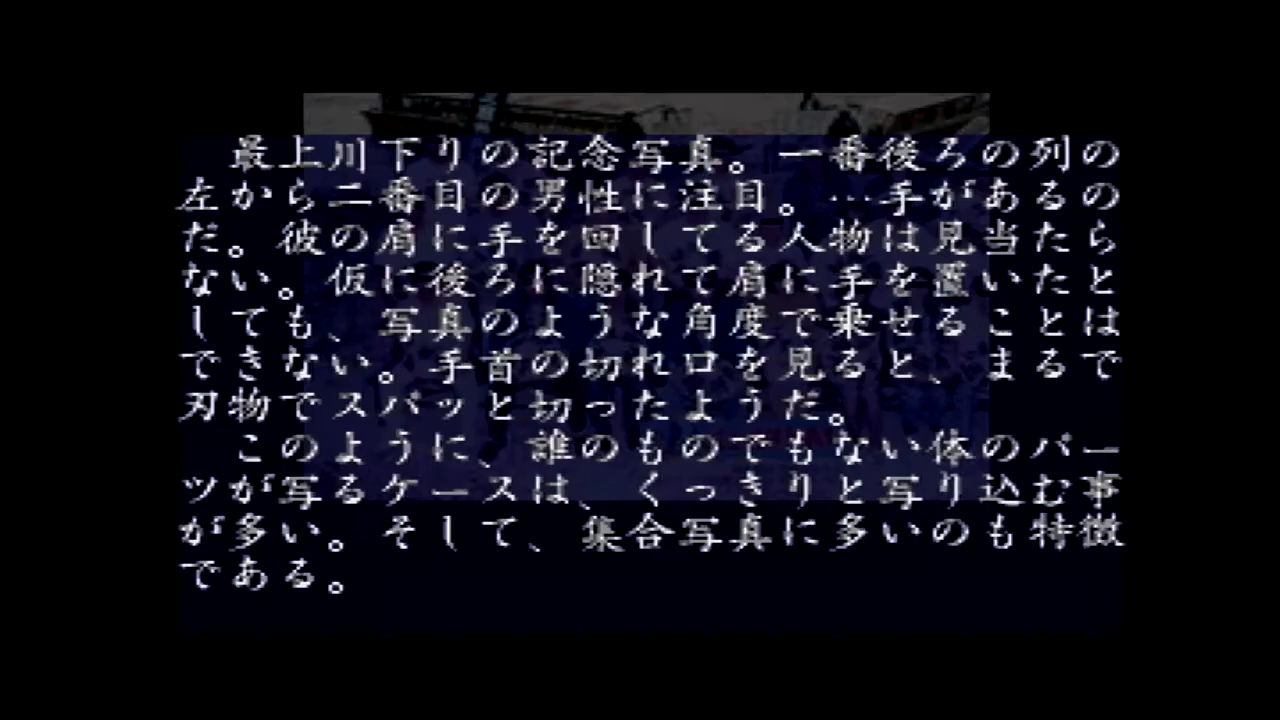 最上川下りの記念写真。一番後ろの列の
左から二番目の男性に注目。…手があるの
だ。彼の肩に手を回してる人物は見当たら
ない。仮に後ろに隠れて肩に手を置いたと
しても、写真のような角度で乗せることは
できない。手首の切れ口を見ると、まるで
刃物でスパッと切ったようだ。
このように、誰のものでもない体のパー
ツが写るケースは、くっきりと写り込む事
が多い。そして、集合写真に多いのも特徴
である。